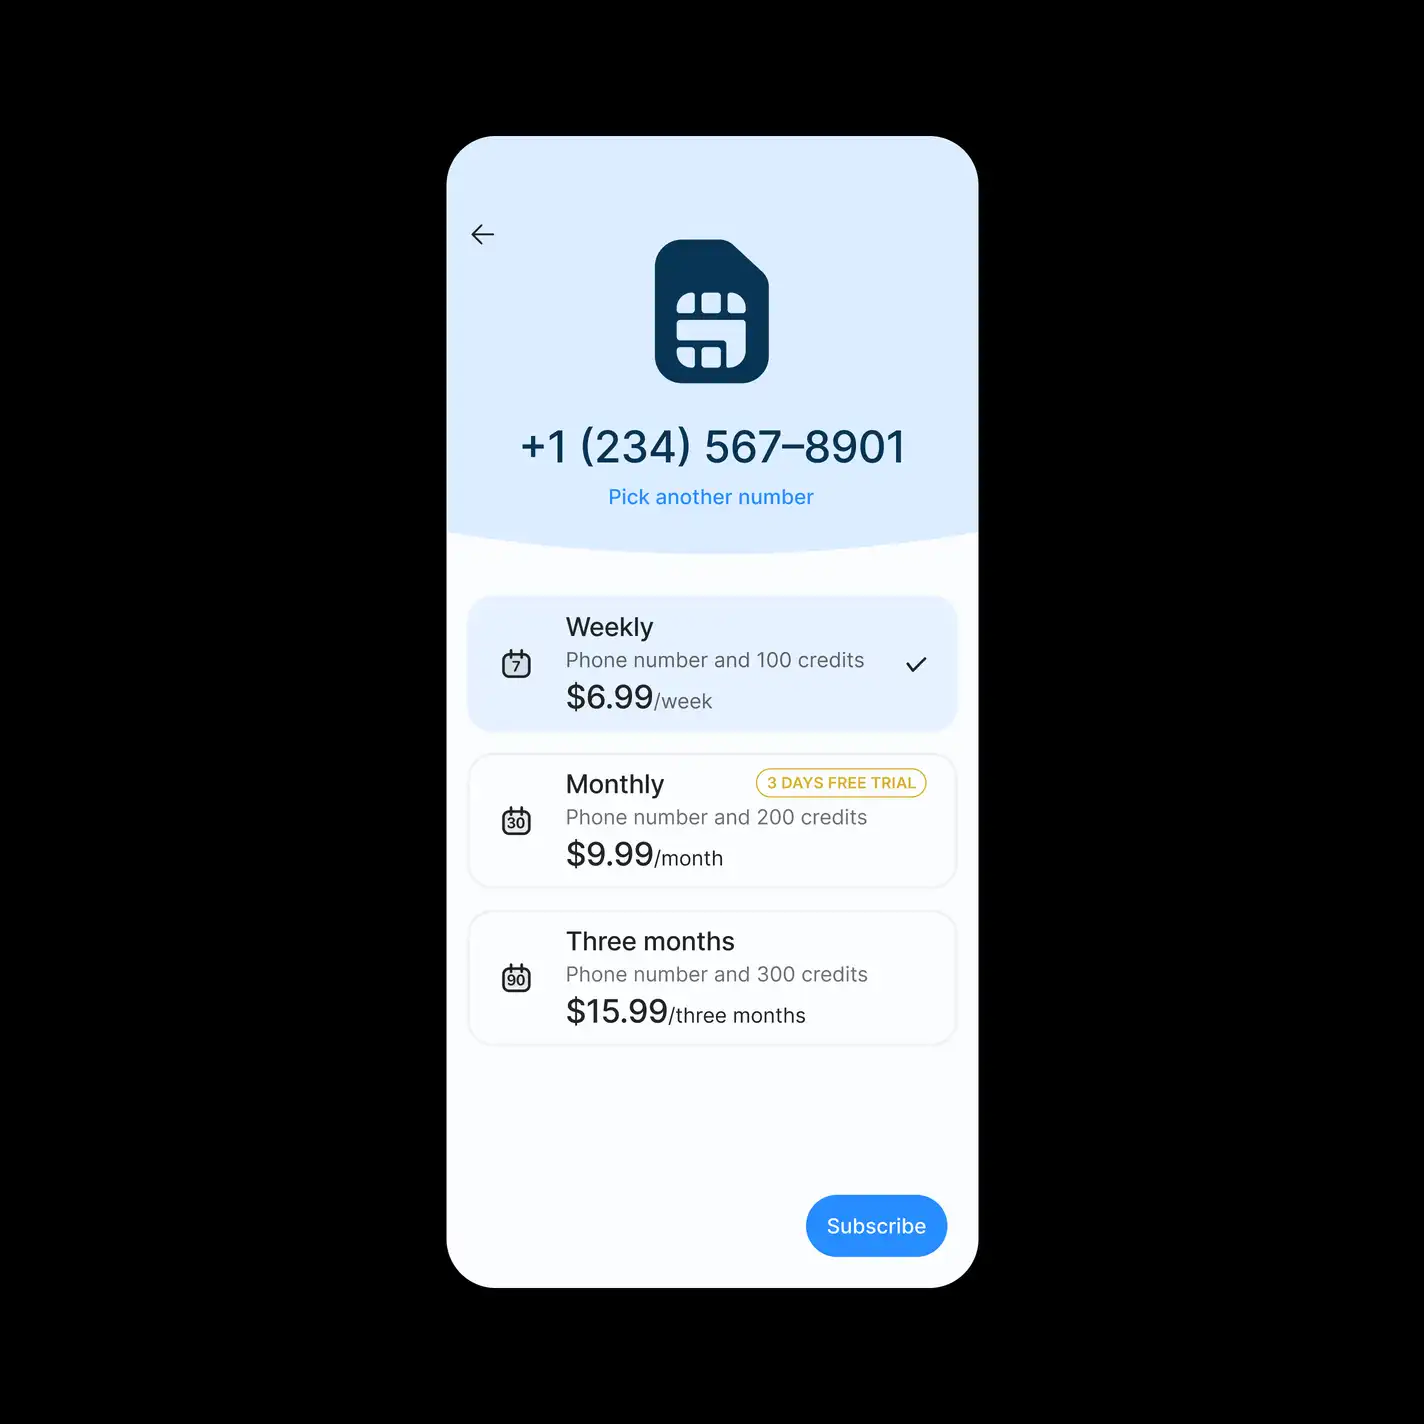 +1 (234) 567–8901
Pick another number
Weekly
7
Phone number and 100 credits
$6.99/week
Monthly
3 DAYS FREE TRIAL
30
Phone number and 200 credits
$9.99/month
Three months
90
Phone number and 300 credits
$15.99/three months
Subscribe